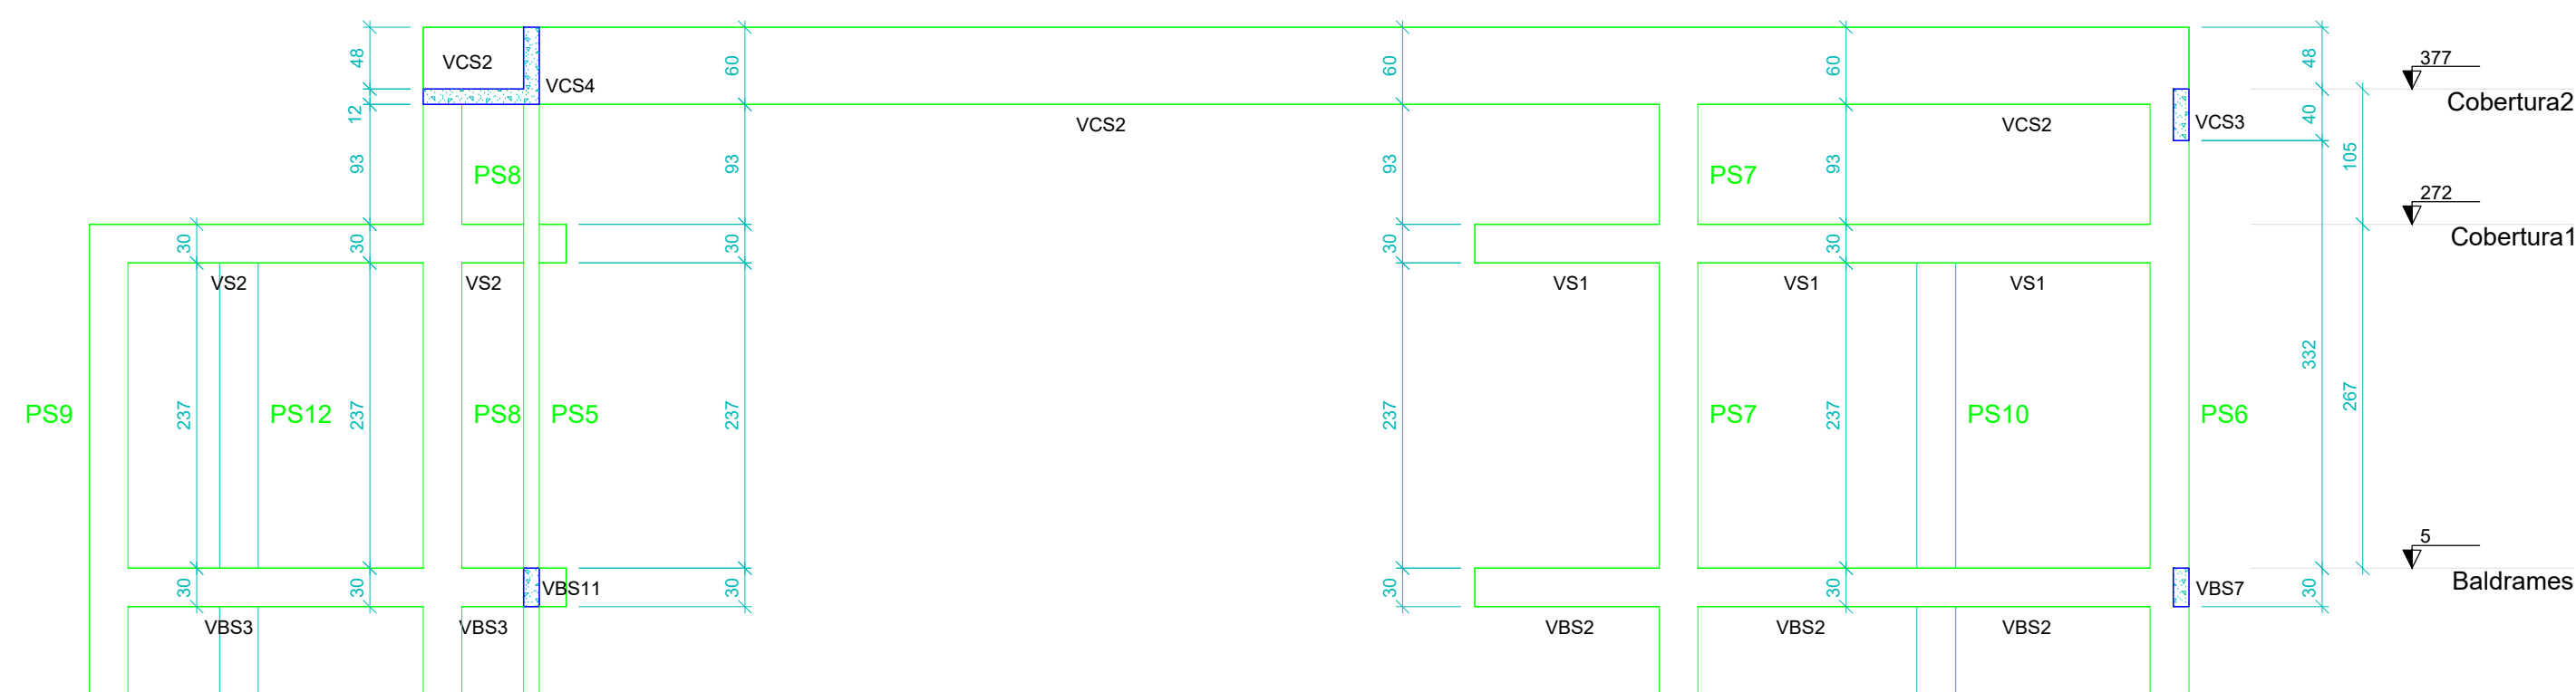 48
VCS2
VCS4
12
93
PS8
60
93
VCS2
60
93
PS7
60
93
VCS2
48
40
VCS3
105
377
Cobertura2
272
Cobertura1
30
30
30
30
30
VS2
VS2
VS1
VS1
VS1
PS9
237
PS12
237
PS8
PS5
237
237
PS7
237
PS10
PS6
332
267
5
Baldrames
30
30
VBS11
30
30
30
VBS7
30
VBS3
VBS3
VBS2
VBS2
VBS2